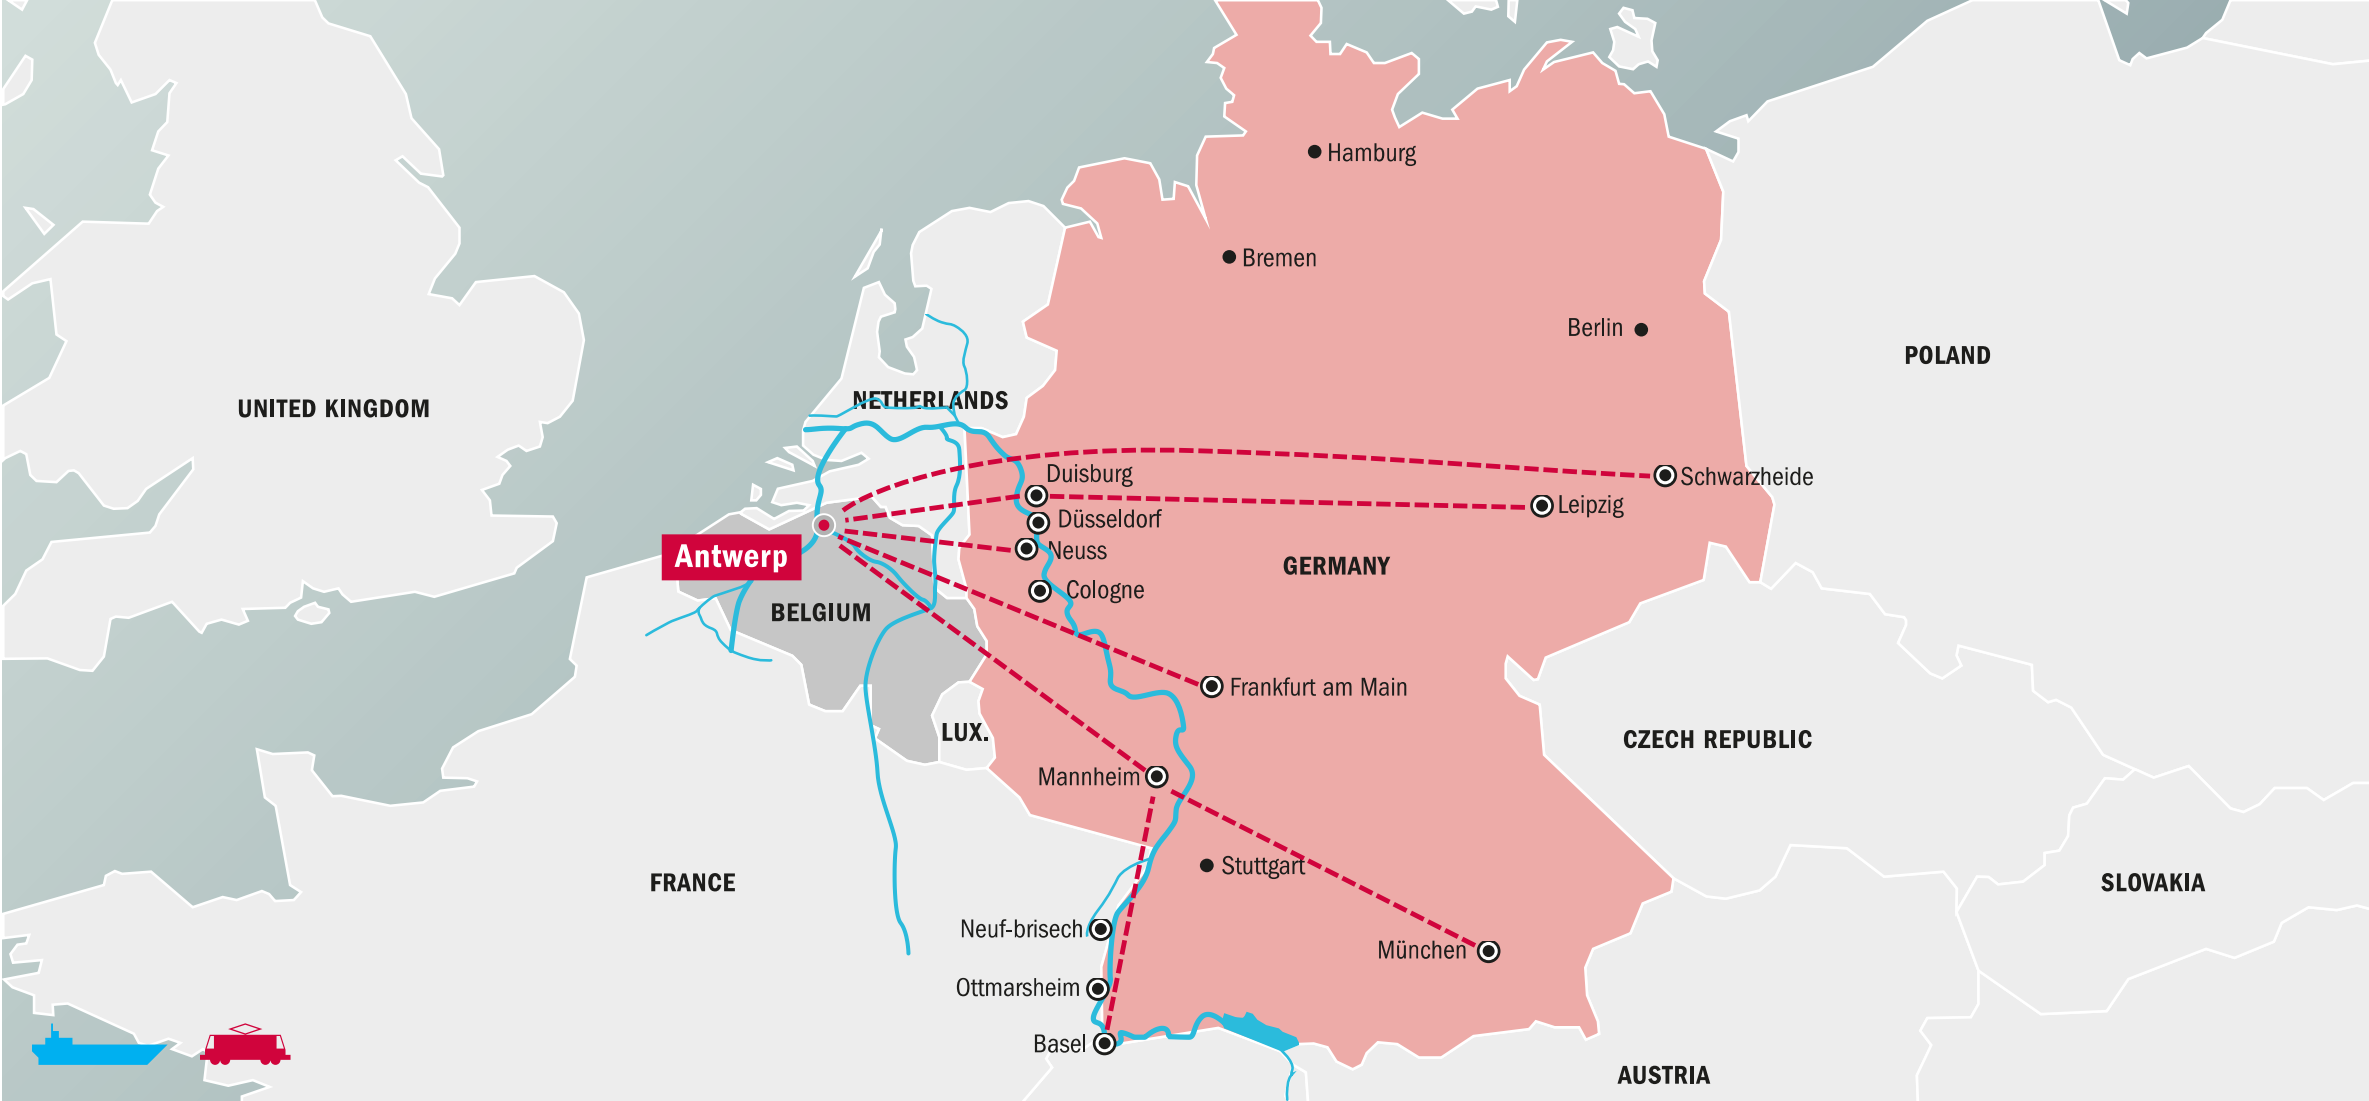 Hamburg
Bremen
Berlin
POLAND
UNITED KINGDOM
NETHERLANDS
Duisburg
Schwarzheide
Leipzig
Düsseldorf
Antwerp
Neuss
GERMANY
Cologne
BELGIUM
Frankfurt am Main
LUX.
CZECH REPUBLIC
Mannheim
Stuttgart
FRANCE
SLOVAKIA
Neuf-brisech
München
Ottmarsheim
Basel
AUSTRIA